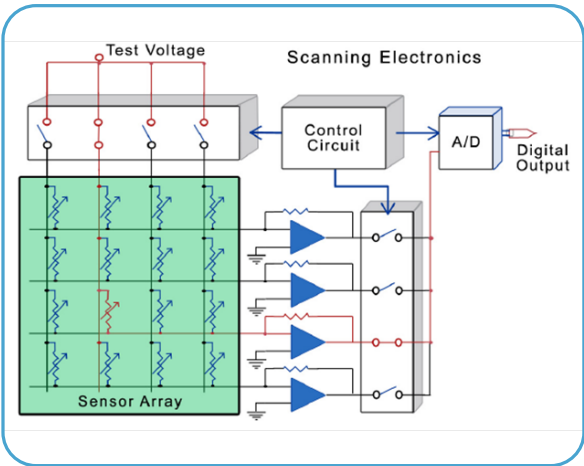 Test Voltage
Scanning Electronics
Control
Circuit
A/D
Digital
Output
Sensor Array